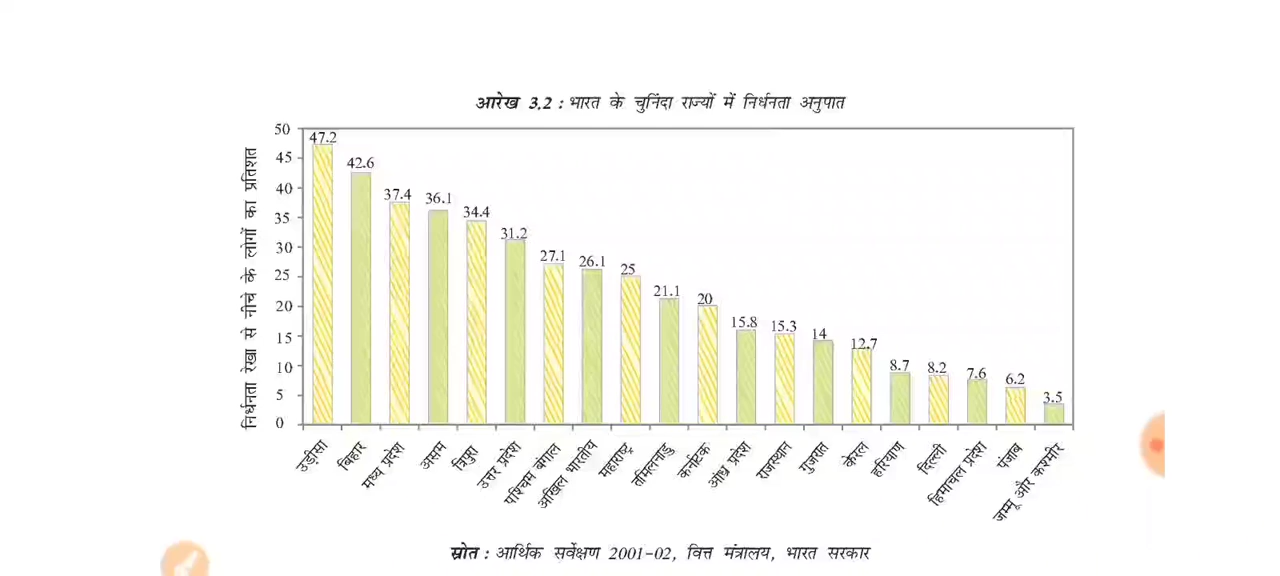 आरेख 3.2 : भारत के चुनिंदा राज्यों में निर्धनता अनुपात
निर्धनता रेखा से नीचे के लोगों का प्रतिशत
50
45
40
35
30
25
20
15
10
5
0
47.2
42.6
37.4
36.1
34.4
31.2
27.1
26.1
25
21.1
20
15.8
15.3
14
12.7
8.7
8.2
7.6
6.2
3.5
उड़ीसा
बिहार
मध्य प्रदेश
असम
त्रिपुरा
उत्तर प्रदेश
पश्चिम बंगाल
अखिल भारतीय
महाराष्ट्र
तमिलनाडु
कर्नाटक
आंध्र प्रदेश
राजस्थान
गुजरात
केरल
हरियाण
दिल्ली
हिमाचल प्रदेश
पंजाब
जम्मू और कश्मीर
स्रोत : आर्थिक सर्वेक्षण 2001-02, वित्त मंत्रालय, भारत सरकार